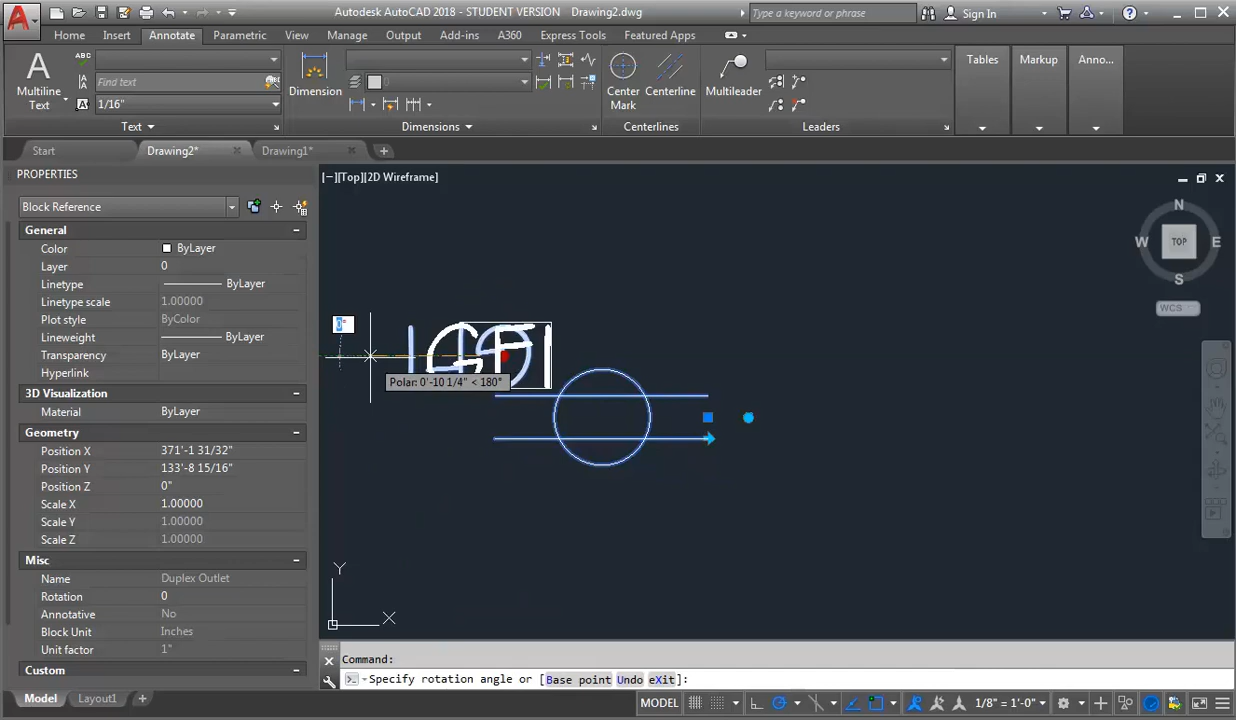 Autodesk AutoCAD 2018 - STUDENT VERSION Drawing2.dwg
Type a keyword or phrase
Sign In
Home Insert Annotate Parametric View Manage Output Add-ins A360 Express Tools Featured Apps
Multiline Text
Find text
1/16"
Text
Dimension
Dimensions
Center Mark
Centerline
Centerlines
Multileader
Leaders
Tables
Markup
Anno...
Start Drawing2* Drawing1*
PROPERTIES
Block Reference
General
Color ByLayer
Layer 0
Linetype ByLayer
Linetype scale 1.00000
Plot style ByColor
Lineweight ByLayer
Transparency ByLayer
Hyperlink
3D Visualization
Material ByLayer
Geometry
Position X 371'-1 31/32"
Position Y 133'-8 15/16"
Position Z 0"
Scale X 1.00000
Scale Y 1.00000
Scale Z 1.00000
Misc
Name Duplex Outlet
Rotation 0
Annotative No
Block Unit Inches
Unit factor 1"
Custom
[−][Top][2D Wireframe]
N
W TOP E
S
WCS
GFI
Polar: 0'-10 1/4" < 180°
Y
X
Command:
Specify rotation angle or [Base point Undo eXit]:
Model Layout1
MODEL
1/8" = 1'-0"